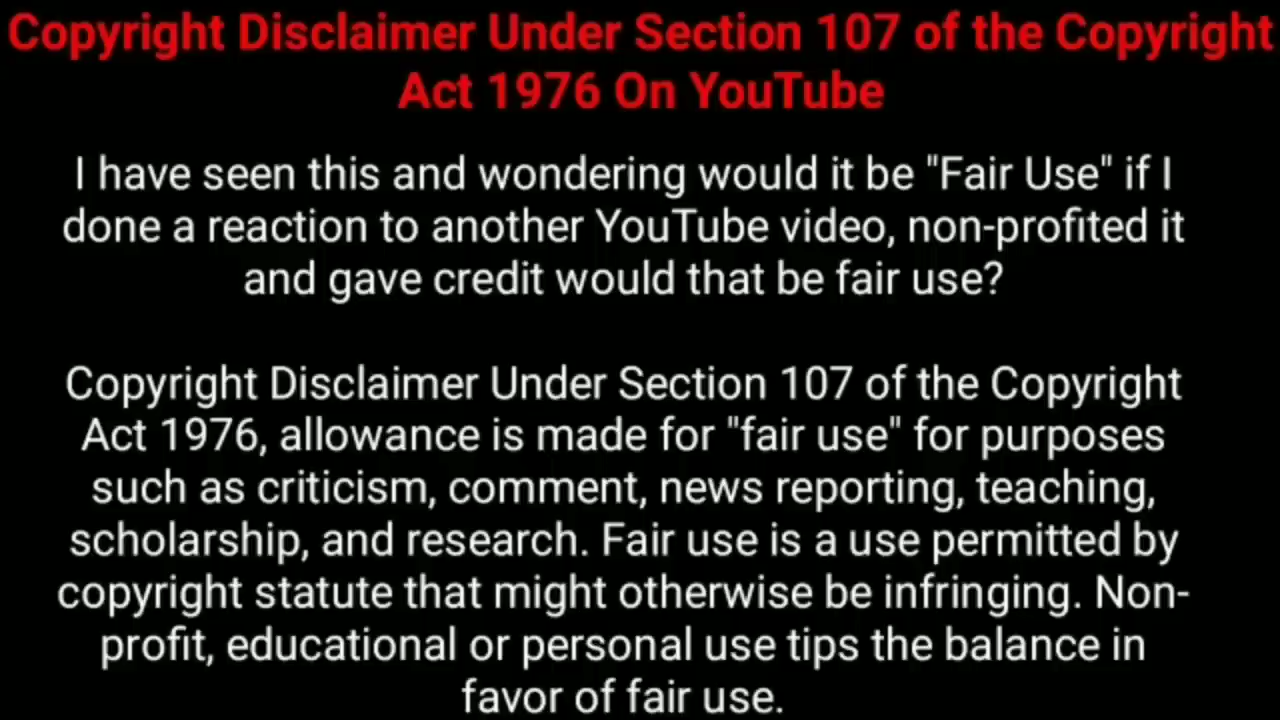 Copyright Disclaimer Under Section 107 of the Copyright
Act 1976 On YouTube
I have seen this and wondering would it be "Fair Use" if I
done a reaction to another YouTube video, non-profited it
and gave credit would that be fair use?
Copyright Disclaimer Under Section 107 of the Copyright
Act 1976, allowance is made for "fair use" for purposes
such as criticism, comment, news reporting, teaching,
scholarship, and research. Fair use is a use permitted by
copyright statute that might otherwise be infringing. Non-
profit, educational or personal use tips the balance in
favor of fair use.